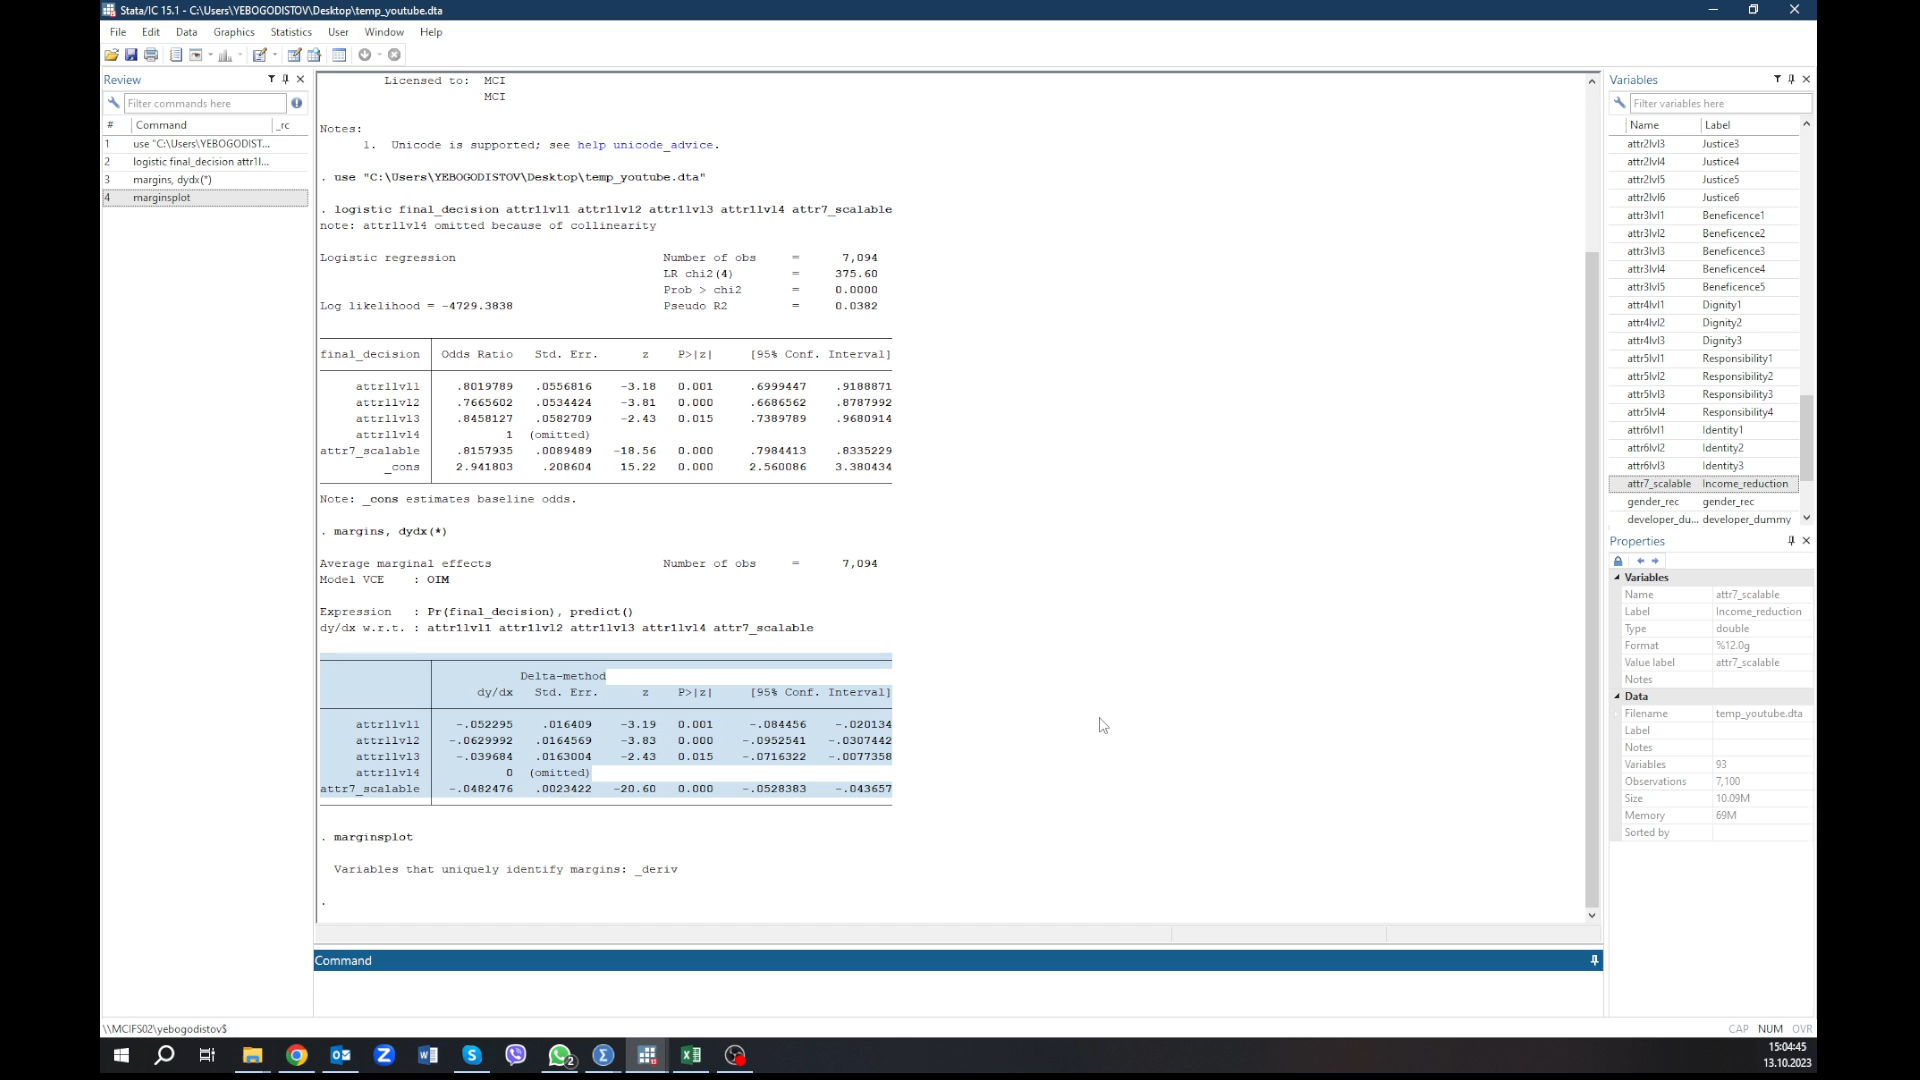 Stata/IC 15.1 - C:\Users\YEBOGODISTOV\Desktop\temp_youtube.dta
File Edit Data Graphics Statistics User Window Help
Review
Filter commands here
# Command _rc
1 use "C:\Users\YEBOGODIST...
2 logistic final_decision attr1l...
3 margins, dydx(*)
4 marginsplot
Licensed to: MCI
MCI
Notes:
1. Unicode is supported; see help unicode_advice.
. use "C:\Users\YEBOGODISTOV\Desktop\temp_youtube.dta"
. logistic final_decision attr1lvl1 attr1lvl2 attr1lvl3 attr1lvl4 attr7_scalable
note: attr1lvl4 omitted because of collinearity
Logistic regression Number of obs = 7,094
LR chi2(4) = 375.60
Prob > chi2 = 0.0000
Log likelihood = -4729.3838 Pseudo R2 = 0.0382
final_decision Odds Ratio Std. Err. z P>|z| [95% Conf. Interval]
attr1lvl1 .8019789 .0556816 -3.18 0.001 .6999447 .9188871
attr1lvl2 .7665602 .0534424 -3.81 0.000 .6686562 .8787992
attr1lvl3 .8458127 .0582709 -2.43 0.015 .7389789 .9680914
attr1lvl4 1 (omitted)
attr7_scalable .8157935 .0089489 -18.56 0.000 .7984413 .8335229
_cons 2.941803 .208604 15.22 0.000 2.560086 3.380434
Note: _cons estimates baseline odds.
. margins, dydx(*)
Average marginal effects Number of obs = 7,094
Model VCE : OIM
Expression : Pr(final_decision), predict()
dy/dx w.r.t. : attr1lvl1 attr1lvl2 attr1lvl3 attr1lvl4 attr7_scalable
Delta-method
dy/dx Std. Err. z P>|z| [95% Conf. Interval]
attr1lvl1 -.052295 .016409 -3.19 0.001 -.084456 -.020134
attr1lvl2 -.0629992 .0164569 -3.83 0.000 -.0952541 -.0307442
attr1lvl3 -.039684 .0163004 -2.43 0.015 -.0716322 -.0077358
attr1lvl4 0 (omitted)
attr7_scalable -.0482476 .0023422 -20.60 0.000 -.0528383 -.043657
. marginsplot
Variables that uniquely identify margins: _deriv
.
Command
Variables
Filter variables here
Name Label
attr2lvl3 Justice3
attr2lvl4 Justice4
attr2lvl5 Justice5
attr2lvl6 Justice6
attr3lvl1 Beneficence1
attr3lvl2 Beneficence2
attr3lvl3 Beneficence3
attr3lvl4 Beneficence4
attr3lvl5 Beneficence5
attr4lvl1 Dignity1
attr4lvl2 Dignity2
attr4lvl3 Dignity3
attr5lvl1 Responsibility1
attr5lvl2 Responsibility2
attr5lvl3 Responsibility3
attr5lvl4 Responsibility4
attr6lvl1 Identity1
attr6lvl2 Identity2
attr6lvl3 Identity3
attr7_scalable Income_reduction
gender_rec gender_rec
developer_du... developer_dummy
Properties
Variables
Name attr7_scalable
Label Income_reduction
Type double
Format %12.0g
Value label attr7_scalable
Notes
Data
Filename temp_youtube.dta
Label
Notes
Variables 93
Observations 7,100
Size 10.09M
Memory 69M
Sorted by
\\MCIFS02\yebogodistov$
CAP NUM OVR
2
15:04:45
13.10.2023